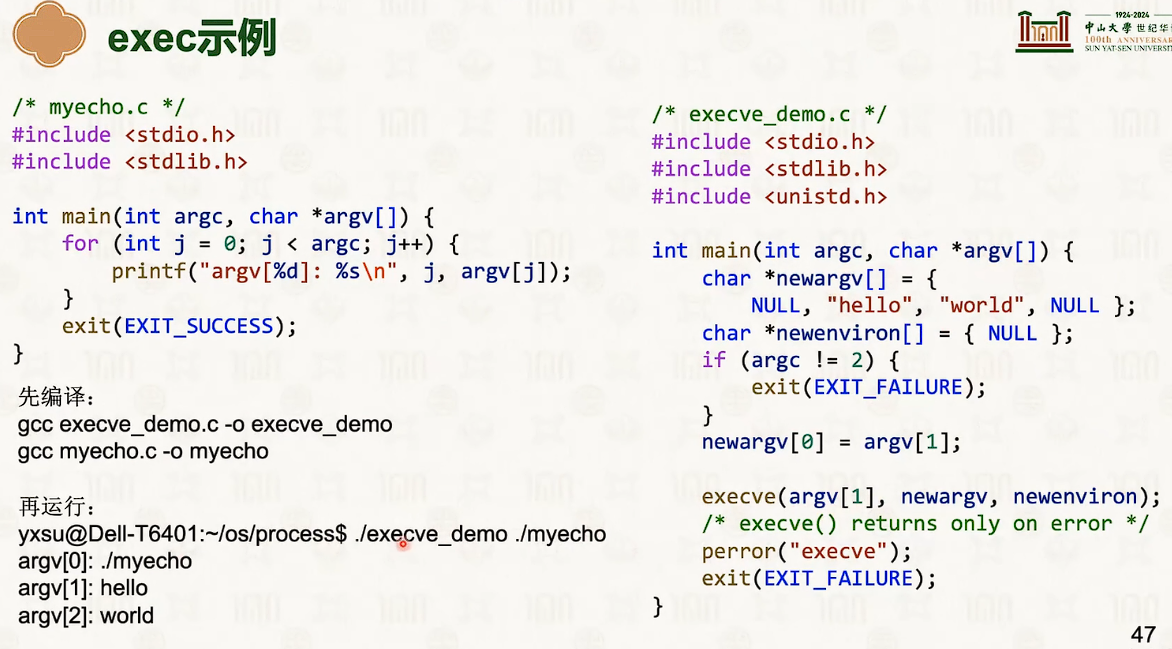 exec示例
1924-2024
中山大學 世纪华
100th ANNIVERSAR
SUN YAT-SEN UNIVERSIT
/* myecho.c */
#include <stdio.h>
#include <stdlib.h>
int main(int argc, char *argv[]) {
for (int j = 0; j < argc; j++) {
printf("argv[%d]: %s\n", j, argv[j]);
}
exit(EXIT_SUCCESS);
}
先编译：
gcc execve_demo.c -o execve_demo
gcc myecho.c -o myecho
再运行：
yxsu@Dell-T6401:~/os/process$ ./execve_demo ./myecho
argv[0]: ./myecho
argv[1]: hello
argv[2]: world
/* execve_demo.c */
#include <stdio.h>
#include <stdlib.h>
#include <unistd.h>
int main(int argc, char *argv[]) {
char *newargv[] = {
NULL, "hello", "world", NULL };
char *newenviron[] = { NULL };
if (argc != 2) {
exit(EXIT_FAILURE);
}
newargv[0] = argv[1];
execve(argv[1], newargv, newenviron);
/* execve() returns only on error */
perror("execve");
exit(EXIT_FAILURE);
}
47